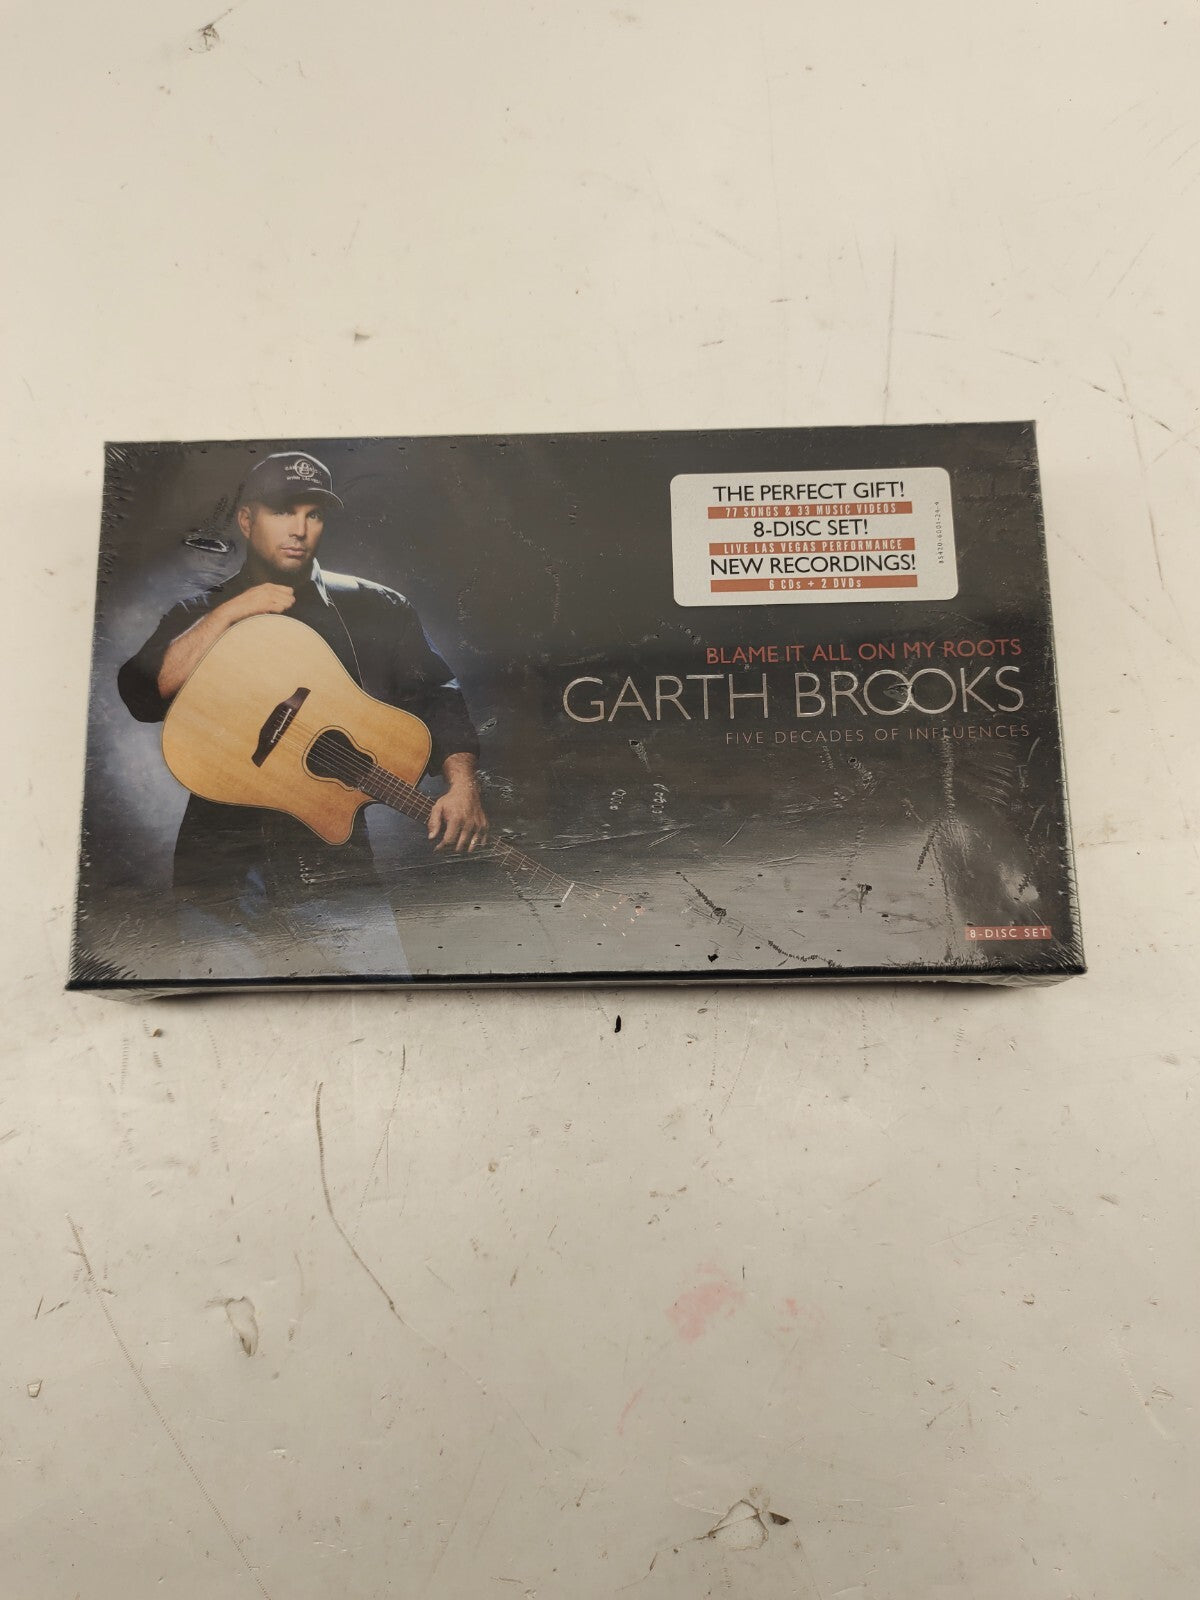 THE PERFECT GIFT!
77 SONGS & 33 MUSIC VIDEOS
8-DISC SET!
LIVE LAS VEGAS PERFORMANCE
NEW RECORDINGS!
6 CDs + 2 DVDs
BLAME IT ALL ON MY ROOTS
GARTH BROOKS
FIVE DECADES OF INFLUENCES
8-DISC SET